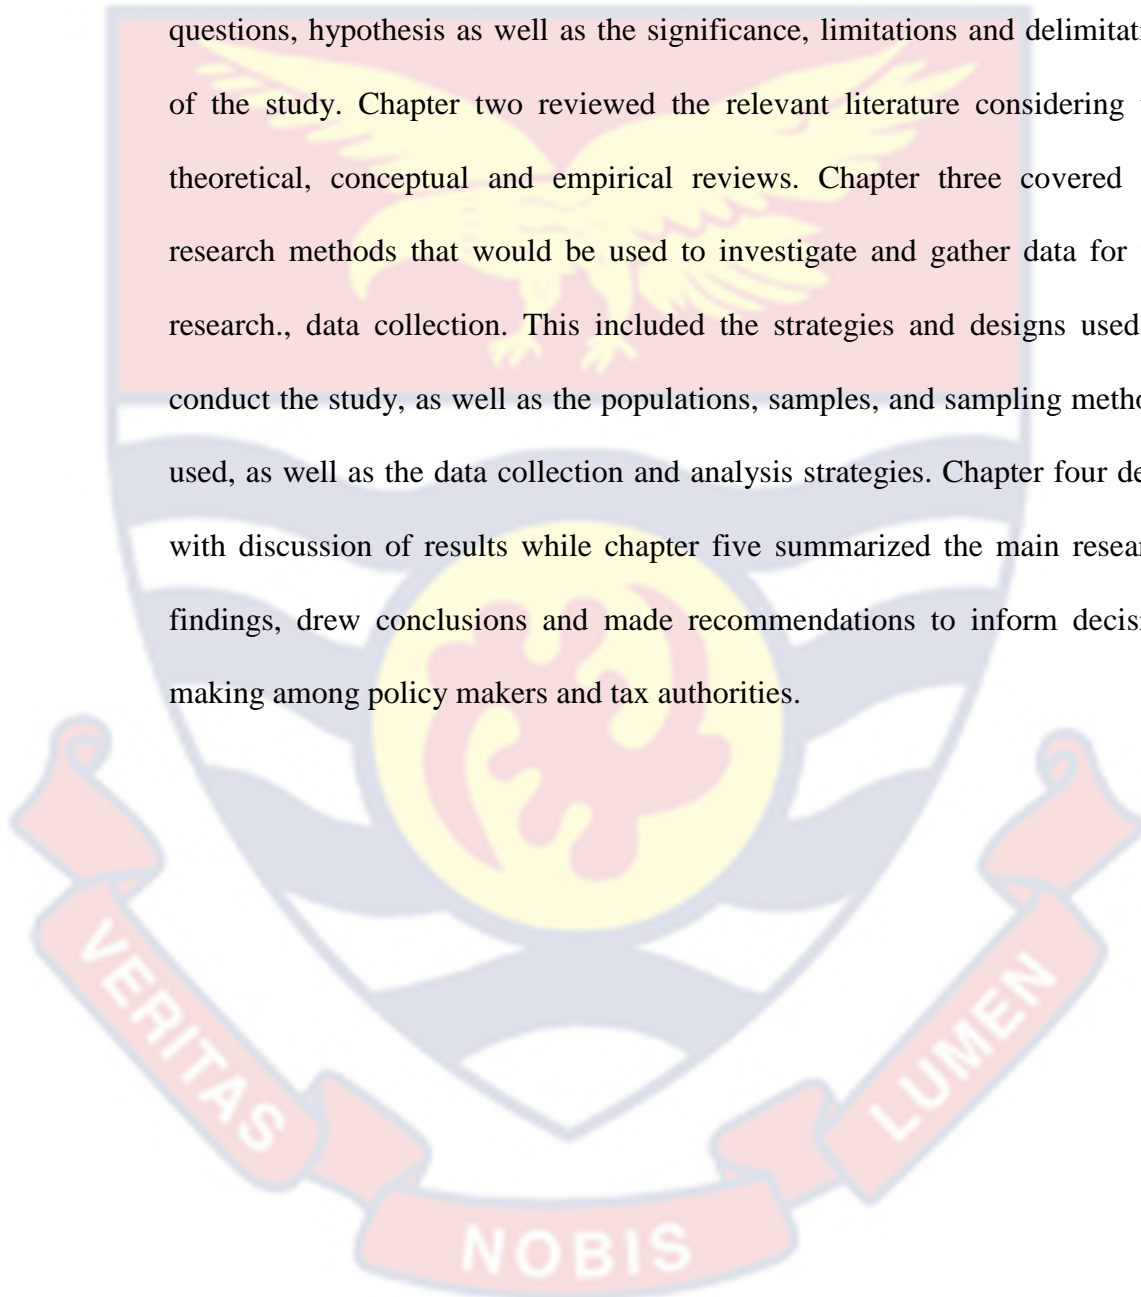 questions, hypothesis as well as the significance, limitations and
of the study. Chapter two reviewed the relevant literature considering
theoretical, conceptual and empirical reviews. Chapter three covered
research methods that would be used to investigate and gather data for
research., data collection. This included the strategies and designs used
conduct the study, as well as the populations, samples, and sampling
used, as well as the data collection and analysis strategies. Chapter four
with discussion of results while chapter five summarized the main
findings, drew conclusions and made recommendations to inform
making among policy makers and tax authorities.
VERITAS
NOBIS
LUMEN